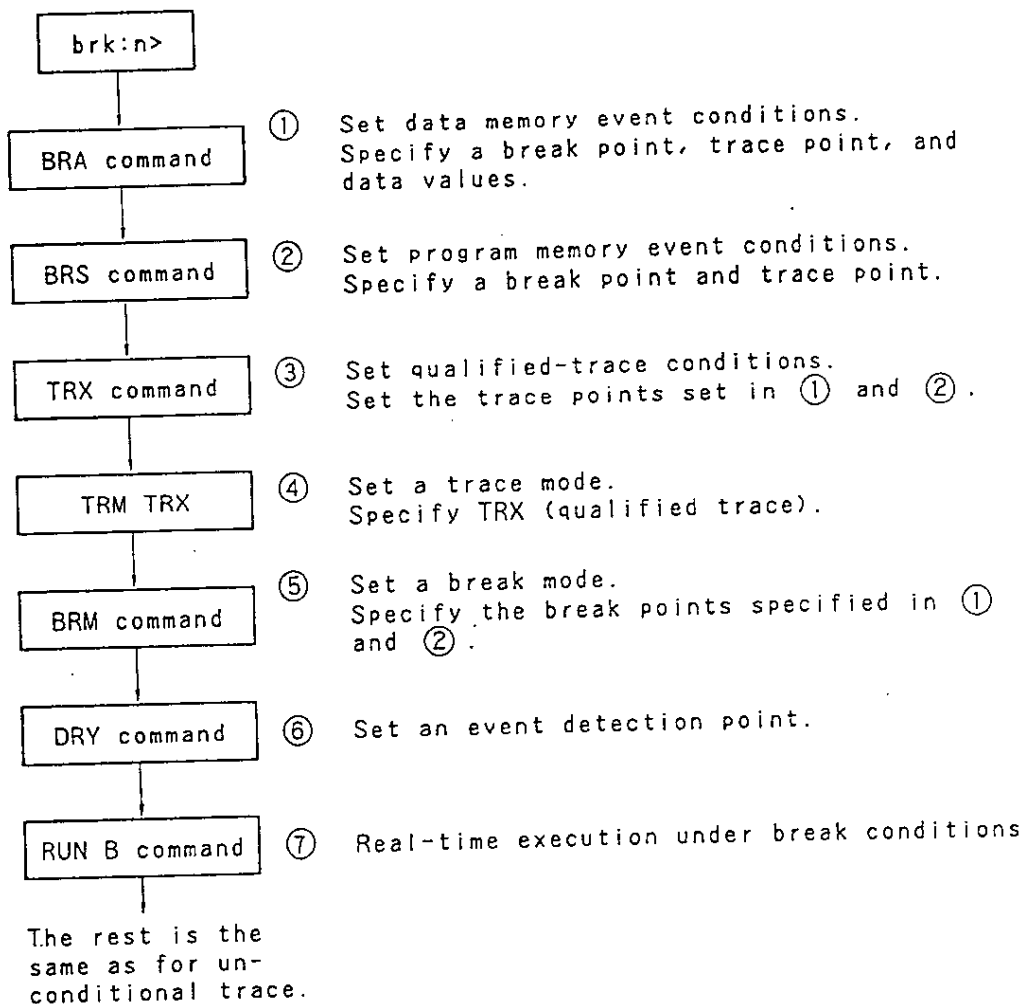 brk:n>
BRA command
① Set data memory event conditions.
Specify a break point, trace point, and
data values.
BRS command
② Set program memory event conditions.
Specify a break point and trace point.
TRX command
③ Set qualified-trace conditions.
Set the trace points set in ① and ②.
TRM TRX
④ Set a trace mode.
Specify TRX (qualified trace).
BRM command
⑤ Set a break mode.
Specify the break points specified in ①
and ②.
DRY command
⑥ Set an event detection point.
RUN B command
⑦ Real-time execution under break conditions
The rest is the
same as for un-
conditional trace.